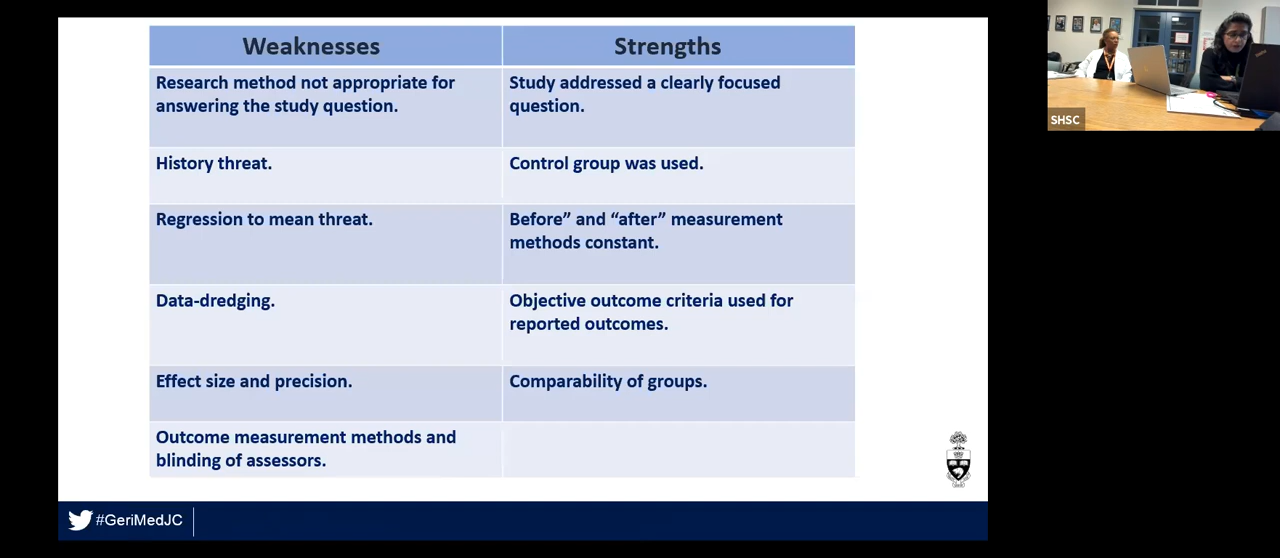 Weaknesses
Strengths
Research method not appropriate for
answering the study question.
Study addressed a clearly focused
question.
History threat.
Control group was used.
Regression to mean threat.
Before” and “after” measurement
methods constant.
Data-dredging.
Objective outcome criteria used for
reported outcomes.
Effect size and precision.
Comparability of groups.
Outcome measurement methods and
blinding of assessors.
#GeriMedJC
SHSC